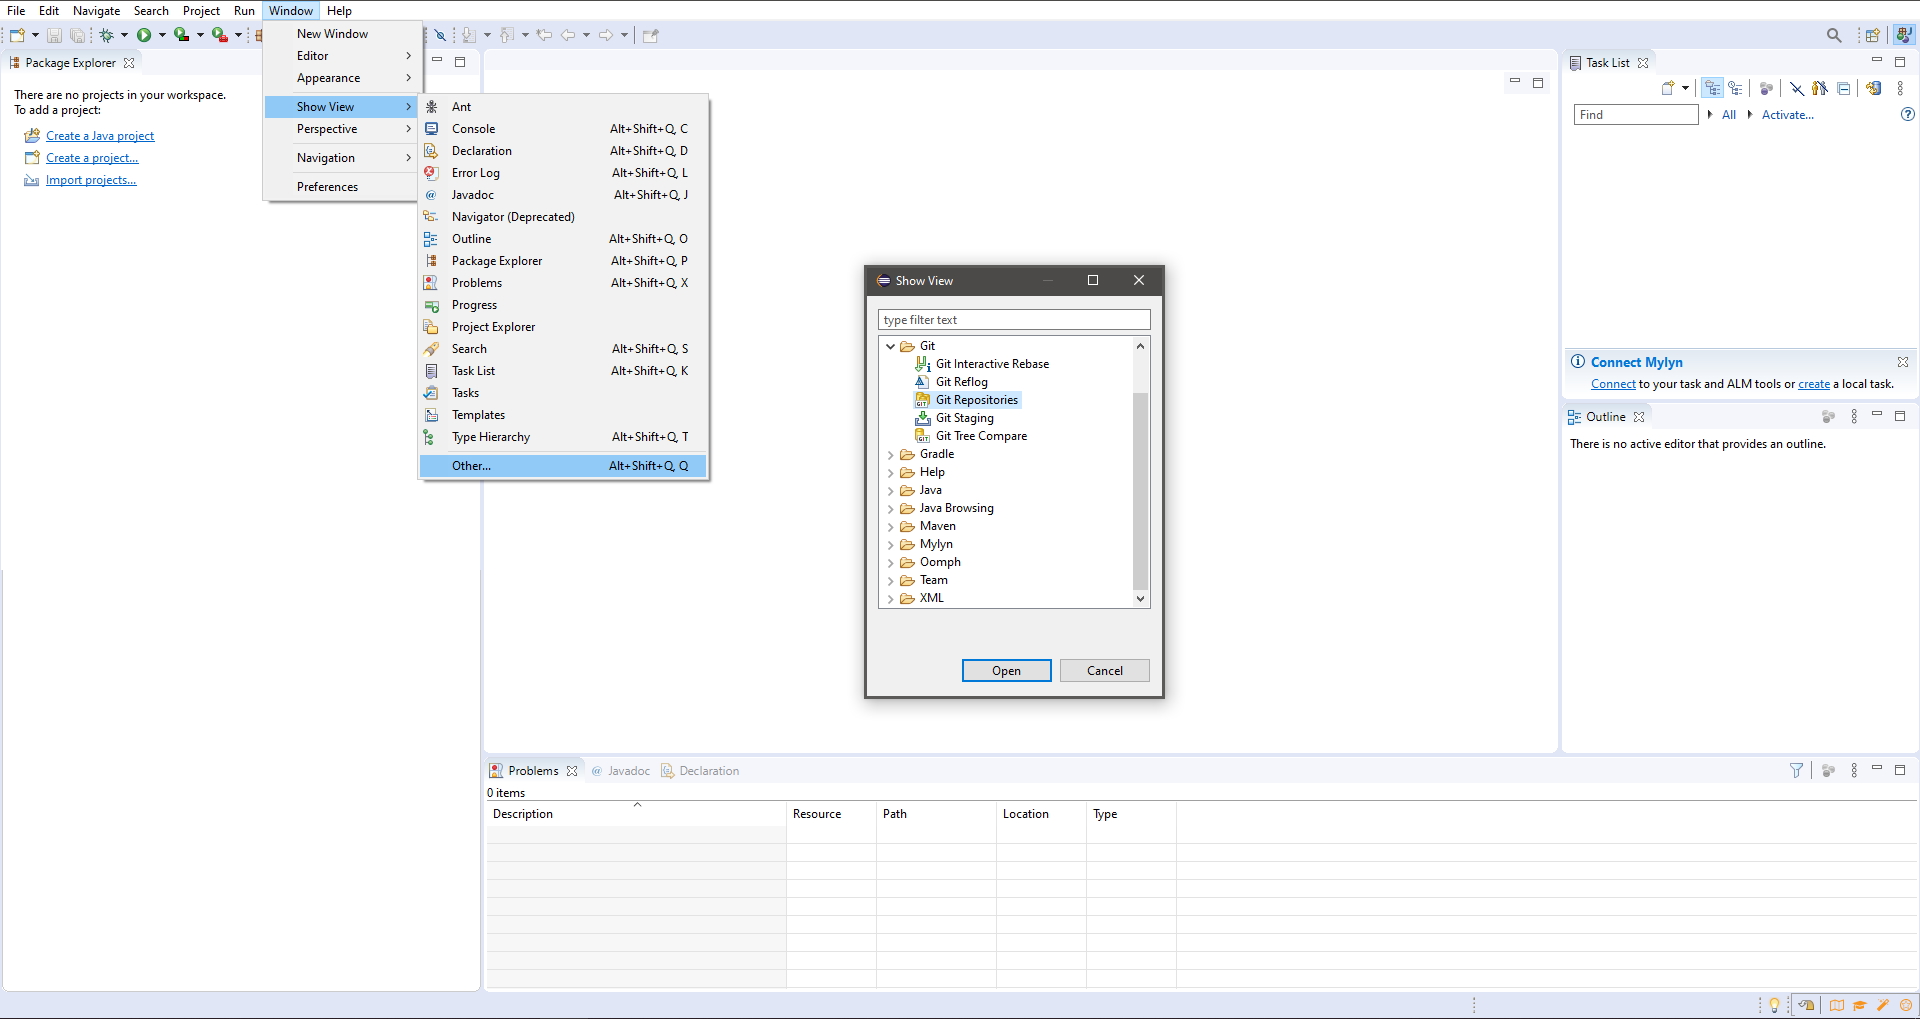 File Edit Navigate Search Project Run Window Help
Package Explorer
There are no projects in your workspace.
To add a project:
Create a Java project
Create a project...
Import projects...
New Window
Editor
Appearance
Show View
Perspective
Navigation
Preferences
Ant
Console Alt+Shift+Q, C
Declaration Alt+Shift+Q, D
Error Log Alt+Shift+Q, L
Javadoc Alt+Shift+Q, J
Navigator (Deprecated)
Outline Alt+Shift+Q, O
Package Explorer Alt+Shift+Q, P
Problems Alt+Shift+Q, X
Progress
Project Explorer
Search Alt+Shift+Q, S
Task List Alt+Shift+Q, K
Tasks
Templates
Type Hierarchy Alt+Shift+Q, T
Other... Alt+Shift+Q, Q
Show View
type filter text
Git
Git Interactive Rebase
Git Reflog
Git Repositories
Git Staging
Git Tree Compare
Gradle
Help
Java
Java Browsing
Maven
Mylyn
Oomph
Team
XML
Open Cancel
Task List
Find All Activate...
Connect Mylyn
Connect to your task and ALM tools or create a local task.
Outline
There is no active editor that provides an outline.
Problems Javadoc Declaration
0 items
Description Resource Path Location Type